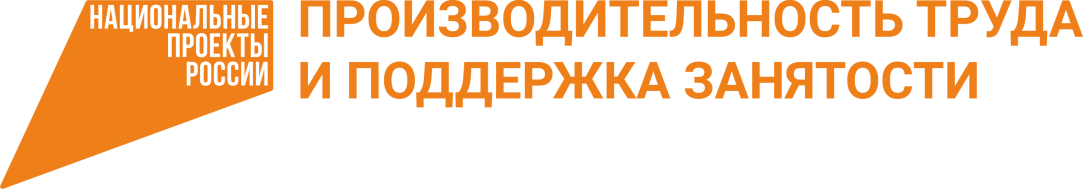 НАЦИОНАЛЬНЫЕ
ПРОЕКТЫ
РОССИИ
ПРОИЗВОДИТЕЛЬНОСТЬ ТРУДА
И ПОДДЕРЖКА ЗАНЯТОСТИ